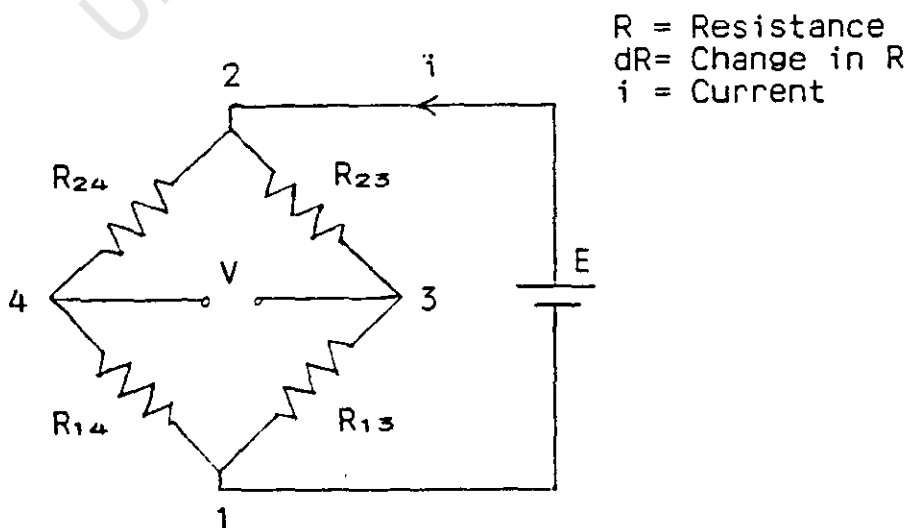 R = Resistance
dR= Change in R
i = Current
2
i
R24
R23
4
V
3
E
R14
R13
1